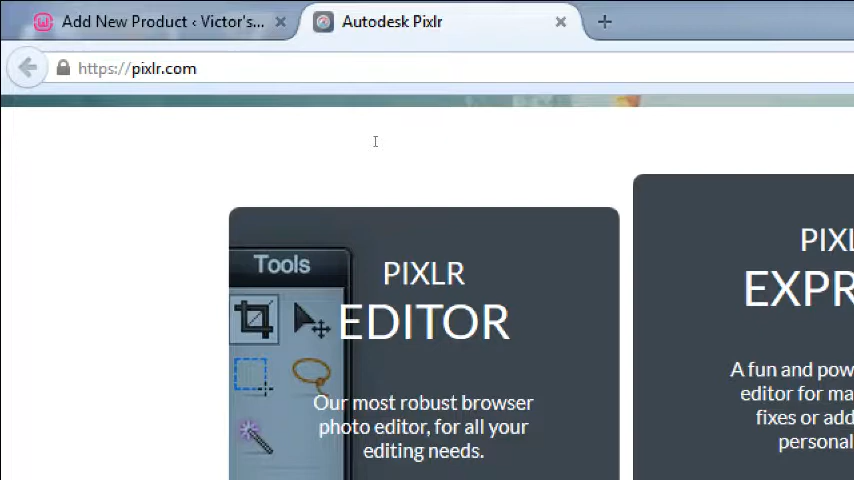 Add New Product ‹ Victor's...
Autodesk Pixlr
https://pixlr.com
Tools
PIXLR
EDITOR
Our most robust browser
photo editor, for all your
editing needs.
PIXL
EXPR
A fun and pow
editor for ma
fixes or add
personal